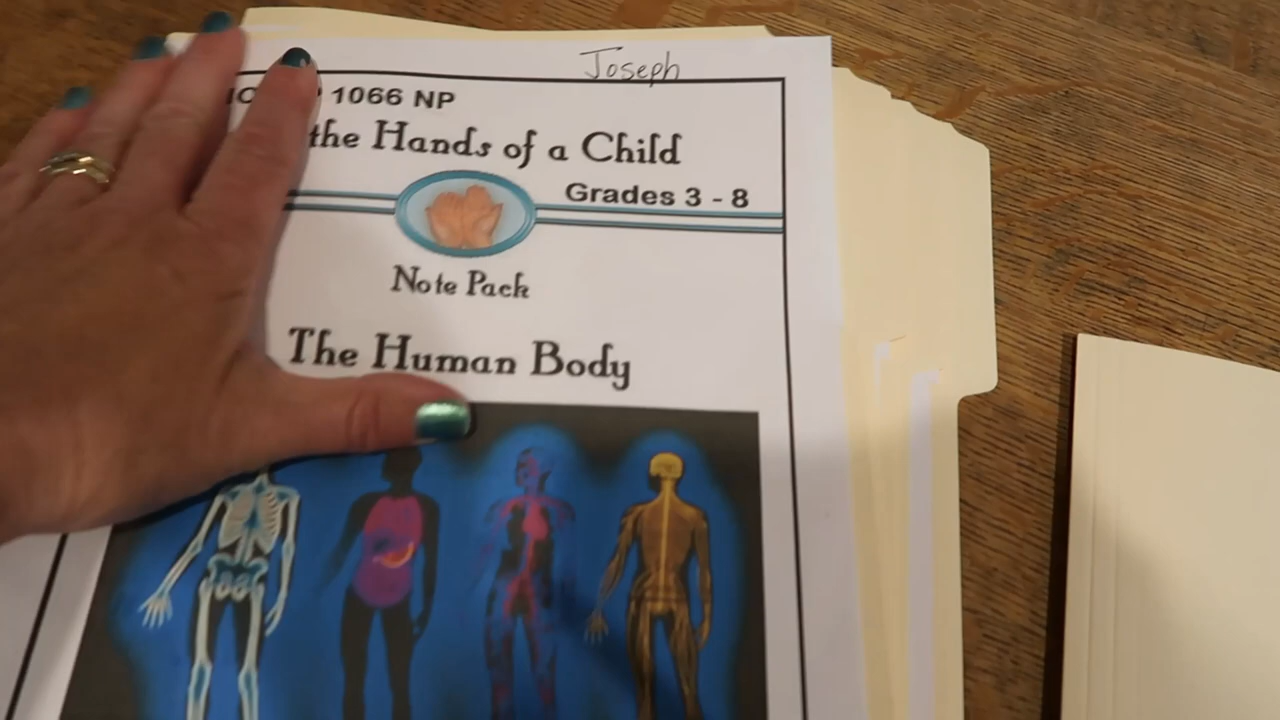 Joseph
1066 NP
the Hands of a Child
Grades 3 - 8
Note Pack
The Human Body